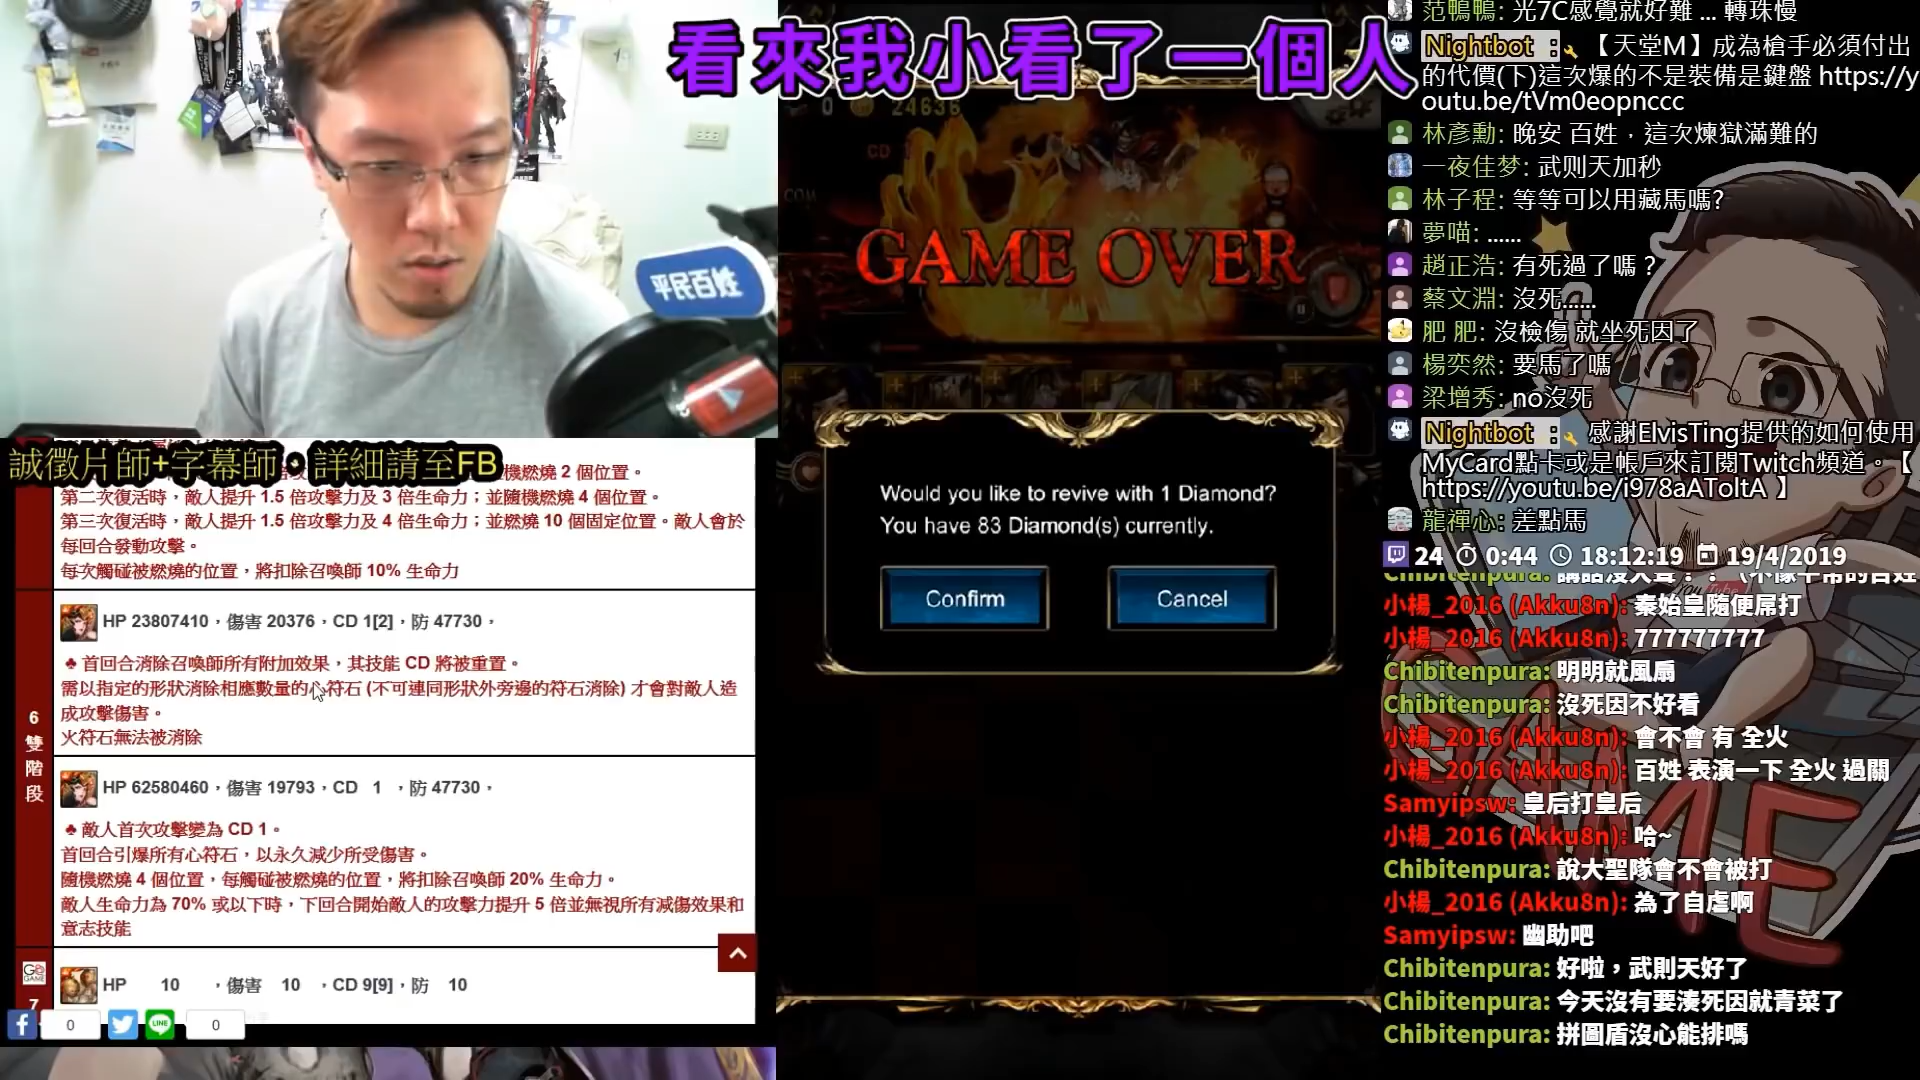 看來我小看了一個人
平民百姓
誠徵片師+字幕師。詳細請至FB
機燃燒 2 個位置。
第二次復活時，敵人提升 1.5 倍攻擊力及 3 倍生命力；並隨機燃燒 4 個位置。
第三次復活時，敵人提升 1.5 倍攻擊力及 4 倍生命力；並燃燒 10 個固定位置。敵人會於
每回合發動攻擊。
每次觸碰被燃燒的位置，將扣除召喚師 10% 生命力
6
雙
階
段
HP 23807410，傷害 20376，CD 1[2]，防 47730，
♣ 首回合消除召喚師所有附加效果，其技能 CD 將被重置。
需以指定的形狀消除相應數量的心符石 (不可連同形狀外旁邊的符石消除) 才會對敵人造
成攻擊傷害。
火符石無法被消除
HP 62580460，傷害 19793，CD 1 ，防 47730，
♣ 敵人首次攻擊變為 CD 1。
首回合引爆所有心符石，以永久減少所受傷害。
隨機燃燒 4 個位置，每觸碰被燃燒的位置，將扣除召喚師 20% 生命力。
敵人生命力為 70% 或以下時，下回合開始敵人的攻擊力提升 5 倍並無視所有減傷效果和
意志技能
7
HP 10 ，傷害 10 ，CD 9[9]，防 10
0
LINE
0
0 24636
CD
GAME OVER
Would you like to revive with 1 Diamond?
You have 83 Diamond(s) currently.
Confirm
Cancel
范鴨鴨: 光7C感覺就好難 ... 轉珠慢
Nightbot : 【天堂M】成為槍手必須付出
的代價(下)這次爆的不是裝備是鍵盤 https://y
outu.be/tVm0eopnccc
林彥勳: 晚安 百姓，這次煉獄滿難的
一夜佳梦: 武则天加秒
林子程: 等等可以用藏馬嗎?
夢喵: ......
趙正浩: 有死過了嗎？
蔡文淵: 沒死......
肥 肥: 沒檢傷 就坐死因了
楊奕然: 要馬了嗎
梁增秀: no沒死
Nightbot : 感謝ElvisTing提供的如何使用
MyCard點卡或是帳戶來訂閱Twitch頻道。【
https://youtu.be/i978aAToltA 】
龍禪心: 差點馬
24 0:44 18:12:19 19/4/2019
小楊_2016 (Akku8n): 秦始皇隨便屌打
小楊_2016 (Akku8n): 777777777
Chibitenpura: 明明就風扇
Chibitenpura: 沒死因不好看
小楊_2016 (Akku8n): 會不會 有 全火
小楊_2016 (Akku8n): 百姓 表演一下 全火 過關
Samyipsw: 皇后打皇后
小楊_2016 (Akku8n): 哈~
Chibitenpura: 說大聖隊會不會被打
小楊_2016 (Akku8n): 為了自虐啊
Samyipsw: 幽助吧
Chibitenpura: 好啦，武則天好了
Chibitenpura: 今天沒有要湊死因就青菜了
Chibitenpura: 拼圖盾沒心能排嗎